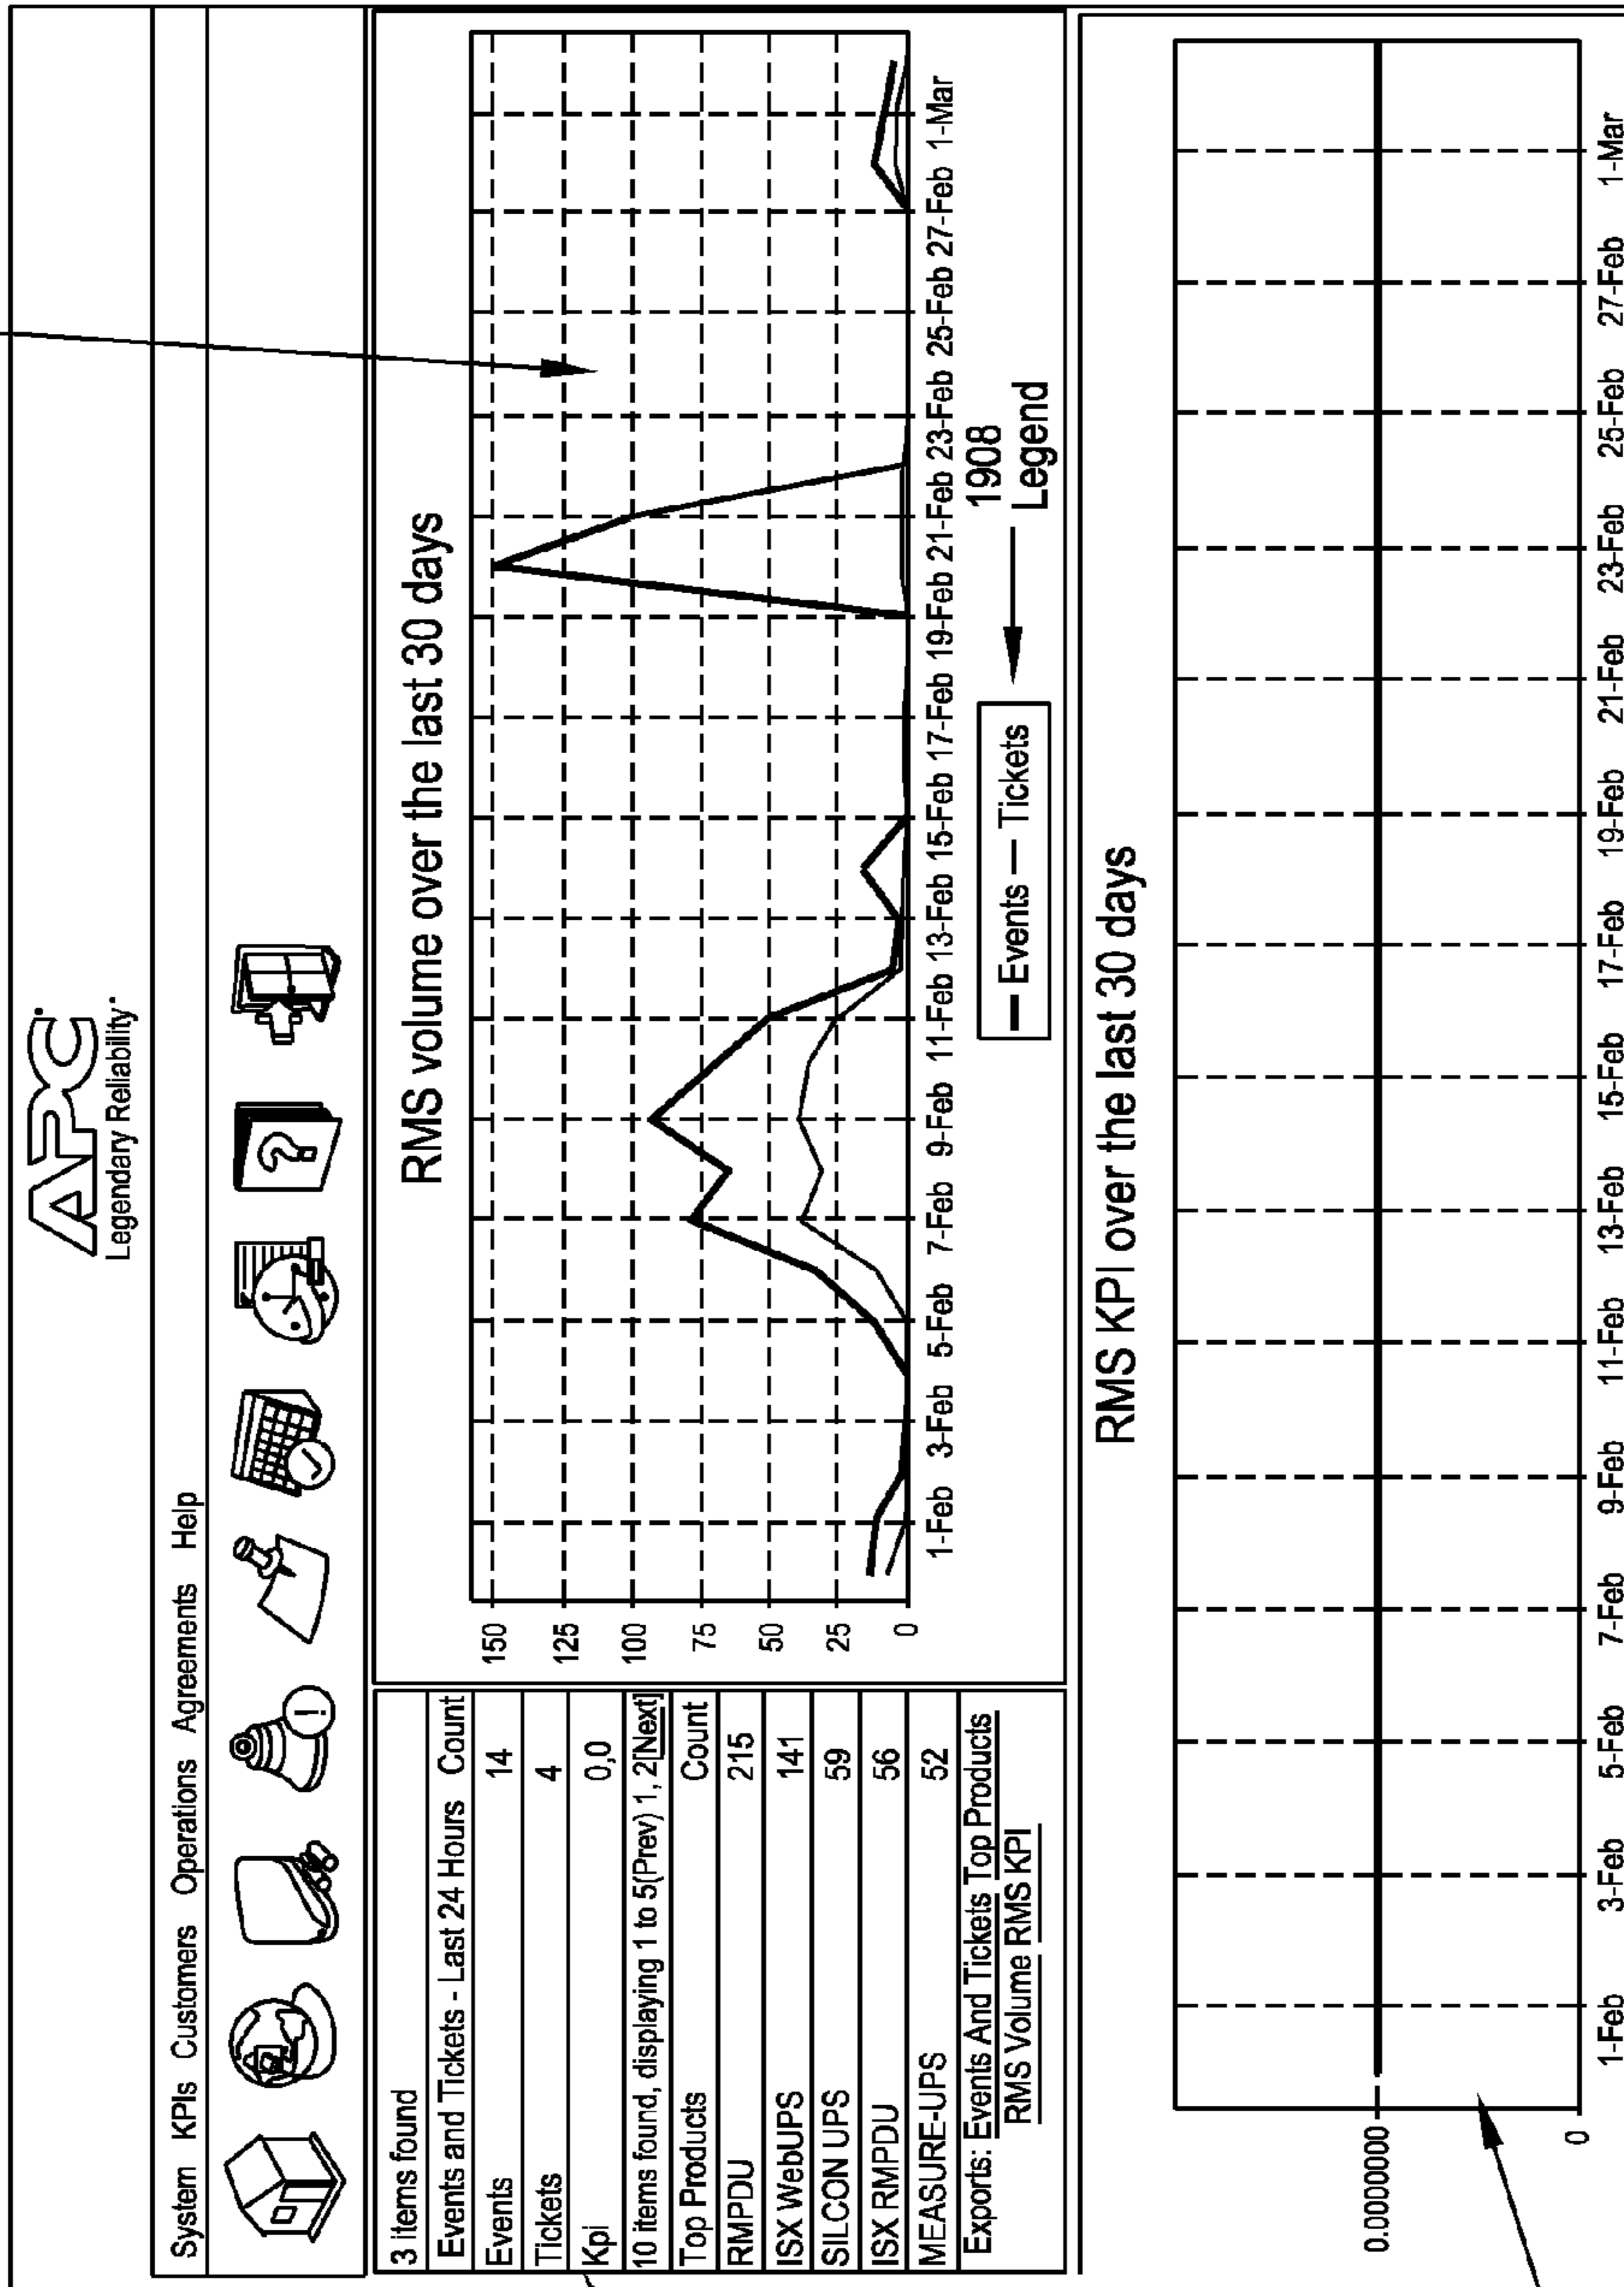 APC
Legendary Reliability
System KPIs Customers Operations Agreements Help
3 items found
Events and Tickets - Last 24 Hours Count
Events 14
Tickets 4
Kpi 0,0
10 items found, displaying 1 to 5(Prev) 1, 2[Next]
Top Products Count
RMPDU 215
ISX WebUPS 141
SILCON UPS 59
ISX RMPDU 56
MEASURE-UPS 52
Exports: Events And Tickets Top Products
RMS Volume RMS KPI
RMS volume over the last 30 days
150
125
100
75
50
25
0
1-Feb 3-Feb 5-Feb 7-Feb 9-Feb 11-Feb 13-Feb 15-Feb 17-Feb 19-Feb 21-Feb 23-Feb 25-Feb 27-Feb 1-Mar
Events Tickets
1908
Legend
RMS KPI over the last 30 days
0.0000000
0
1-Feb 3-Feb 5-Feb 7-Feb 9-Feb 11-Feb 13-Feb 15-Feb 17-Feb 19-Feb 21-Feb 23-Feb 25-Feb 27-Feb 1-Mar